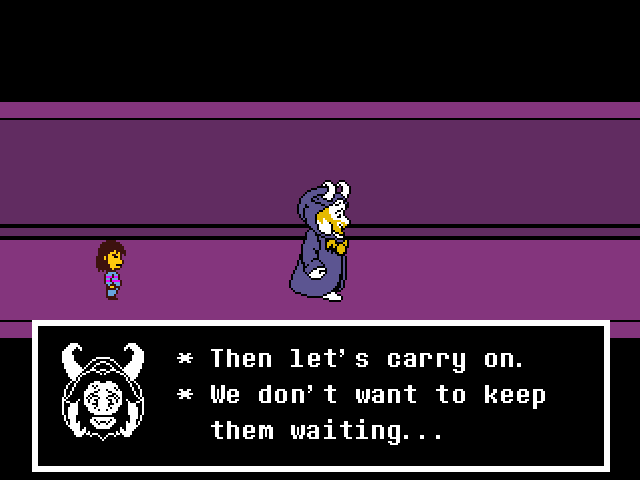 * Then let's carry on.
* We don't want to keep
them waiting...